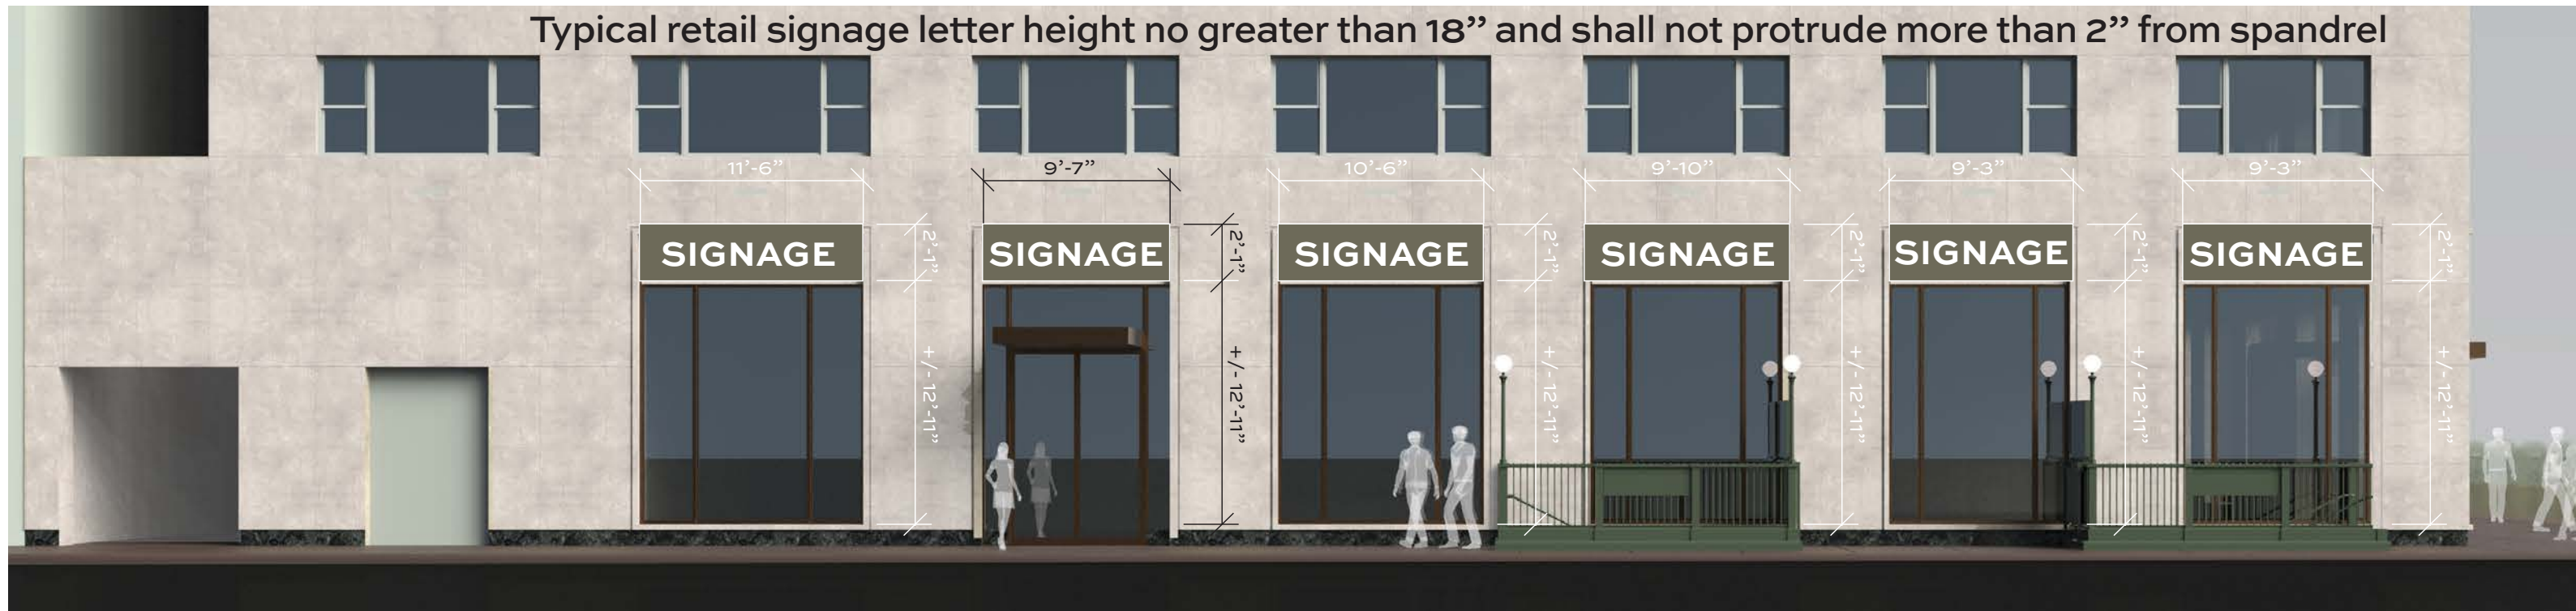 Typical retail signage letter height no greater than 18” and shall not protrude more than 2” from spandrel
11’-6”
9’-7”
10’-6”
9’-10”
9’-3”
9’-3”
SIGNAGE
2’-1”
SIGNAGE
2’-1”
SIGNAGE
2’-1”
SIGNAGE
2’-1”
SIGNAGE
2’-1”
SIGNAGE
2’-1”
+/- 12’-11”
+/- 12’-11”
+/- 12’-11”
+/- 12’-11”
+/- 12’-11”
+/- 12’-11”